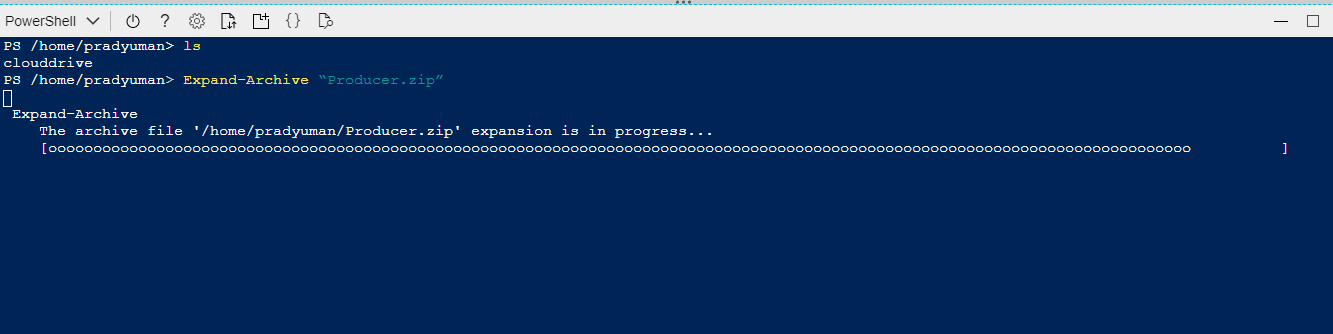 PowerShell
PS /home/pradyuman> ls
clouddrive
PS /home/pradyuman> Expand-Archive “Producer.zip”
Expand-Archive
The archive file '/home/pradyuman/Producer.zip' expansion is in progress...
[ooooooooooooooooooooooooooooooooooooooooooooooooooooooooooooooooooooooooooooooooooooooooooooooooooooooooooooooooooooooooooooooo          ]